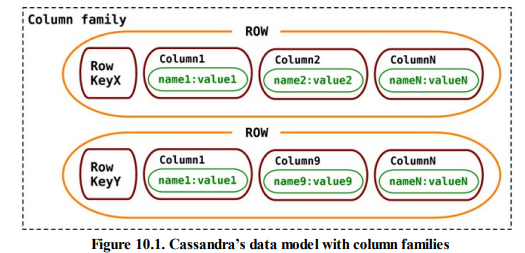 Column family
ROW
Row
KeyX
Column1
name1:value1
Column2
name2:value2
ColumnN
nameN:valueN
ROW
Row
KeyY
Column1
name1:value1
Column9
name9:value9
ColumnN
nameN:valueN
Figure 10.1. Cassandra's data model with column families